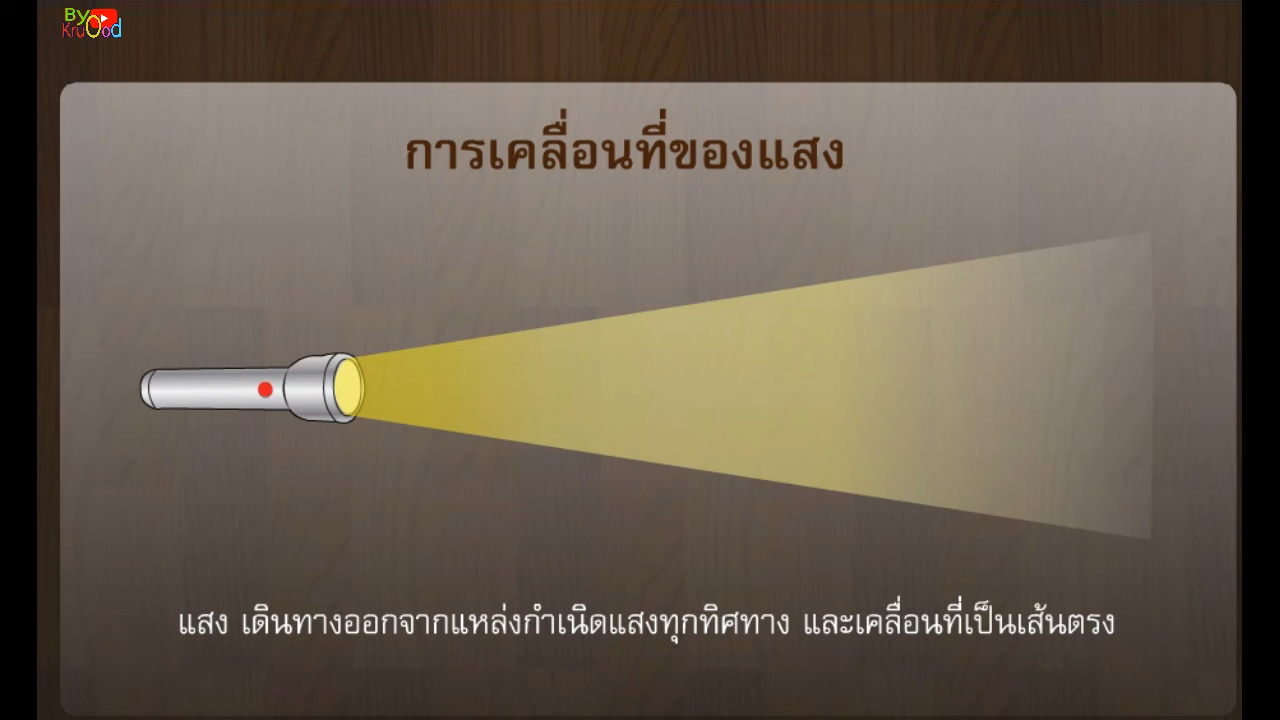 By
KruOod
การเคลื่อนที่ของแสง
แสง เดินทางออกจากแหล่งกำเนิดแสงทุกทิศทาง และเคลื่อนที่เป็นเส้นตรง